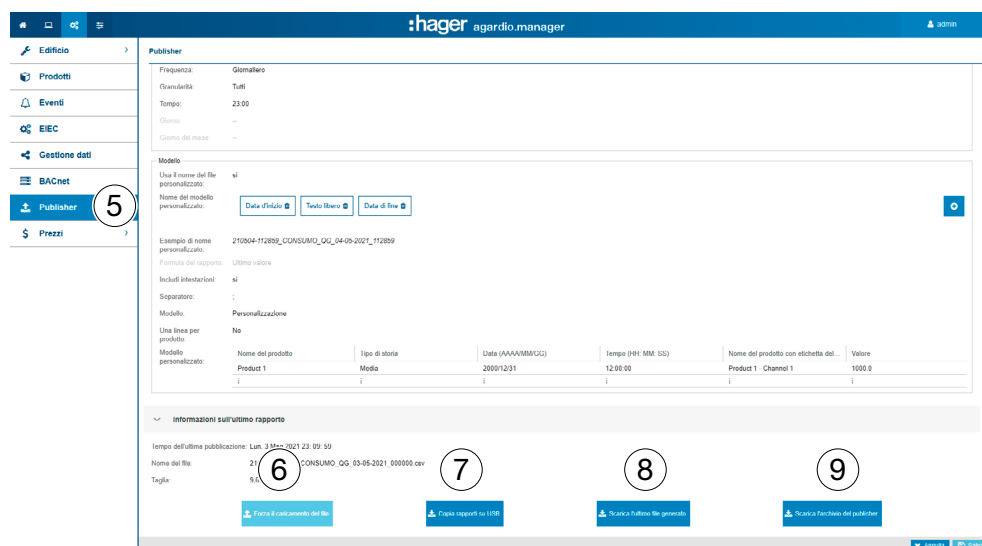 :hager agardio.manager
admin
Edificio
Prodotti
Eventi
EIEC
Gestione dati
BACnet
Publisher
Prezzi
5
Publisher
Frequenza: Giornaliero
Granularità: Tutti
Tempo: 23:00
Giorno: --
Giorno del mese: --
Modello
Usa il nome del file personalizzato: si
Nome del modello personalizzato: Data d'inizio Testo libero Data di fine
Esempio di nome personalizzato: 210504-112859_CONSUMO_QG_04-05-2021_112859
Formula del rapporto: Ultimo valore
Includi intestazioni: si
Separatore: ;
Modello: Personalizzazione
Una linea per prodotto: No
Modello personalizzato:
Nome del prodotto Tipo di storia Data (AAAA/MM/GG) Tempo (HH: MM: SS) Nome del prodotto con etichetta del... Valore
Product 1 Media 2000/12/31 12:00:00 Product 1 - Channel 1 1000.0
Informazioni sull'ultimo rapporto
Tempo dell'ultima pubblicazione: Lun. 3 Mag 2021 23: 09: 59
Nome del file: CONSUMO_QG_03-05-2021_000000.csv
Taglia:
6
7
8
9
Forza il caricamento del file
Copia rapporti su USB
Scarica l'ultimo file generato
Scarica l'archivio del publisher
Annulla